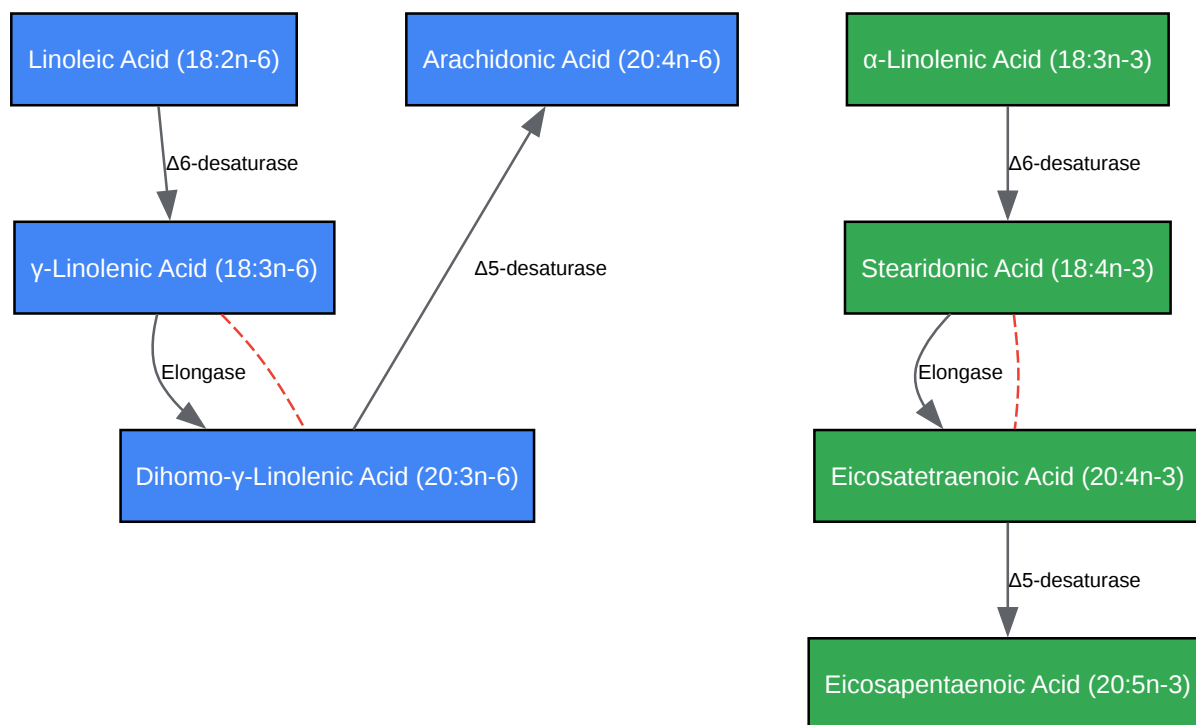 Linoleic Acid (18:2n-6)
Arachidonic Acid (20:4n-6)
α-Linolenic Acid (18:3n-3)
Δ6-desaturase
Δ6-desaturase
γ-Linolenic Acid (18:3n-6)
Δ5-desaturase
Stearidonic Acid (18:4n-3)
Elongase
Elongase
Dihomo-γ-Linolenic Acid (20:3n-6)
Eicosatetraenoic Acid (20:4n-3)
Δ5-desaturase
Eicosapentaenoic Acid (20:5n-3)